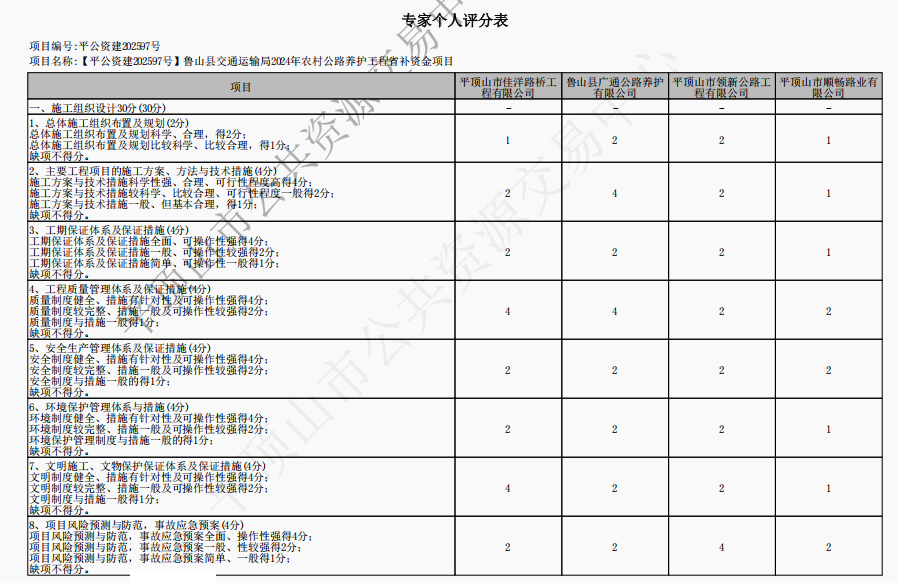 专家个人评分表
项目编号:平公资建202597号
项目名称:【平公资建202597号】鲁山县交通运输局2024年农村公路养护工程省补资金项目
项目 平顶山市佳洋路桥工程有限公司 鲁山县广通公路养护有限公司 平顶山市领新公路工程有限公司 平顶山市顺畅路业有限公司
一、施工组织设计30分(30分) - - - -
1、总体施工组织布置及规划(2分)
总体施工组织布置及规划科学、合理,得2分;
总体施工组织布置及规划比较科学、比较合理,得1分;
缺项不得分。
1 2 2 1
2、主要工程项目的施工方案、方法与技术措施(4分)
施工方案与技术措施科学性强、合理、可行性程度高得4分;
施工方案与技术措施较科学、比较合理、可行性程度一般得2分;
施工方案与技术措施一般、但基本合理,得1分;
缺项不得分。
2 4 2 1
3、工期保证体系及保证措施(4分)
工期保证体系及保证措施全面、可操作性强得4分;
工期保证体系及保证措施一般、可操作性较强得2分;
工期保证体系及保证措施简单、可操作性一般得1分;
缺项不得分。
2 2 2 1
4、工程质量管理体系及保证措施(4分)
质量制度健全、措施有针对性及可操作性强得4分;
质量制度较完整、措施一般及可操作性较强得2分;
质量制度与措施一般得1分;
缺项不得分。
4 4 2 2
5、安全生产管理体系及保证措施(4分)
安全制度健全、措施有针对性及可操作性强得4分;
安全制度较完整、措施一般及可操作性较强得2分;
安全制度与措施一般的得1分;
缺项不得分。
2 2 2 2
6、环境保护管理体系与措施(4分)
环境制度健全、措施有针对性及可操作性强得4分;
环境制度较完整、措施一般及可操作性较强得2分;
环境保护管理制度与措施一般的得1分;
缺项不得分。
2 2 2 1
7、文明施工、文物保护保证体系及保证措施(4分)
文明制度健全、措施有针对性及可操作性强得4分;
文明制度较完整、措施一般及可操作性较强得2分;
文明制度与措施一般得1分;
缺项不得分。
4 2 2 1
8、项目风险预测与防范,事故应急预案(4分)
项目风险预测与防范,事故应急预案全面、操作性强得4分;
项目风险预测与防范,事故应急预案一般、性较强得2分;
项目风险预测与防范,事故应急预案简单、一般得1分;
缺项不得分。
2 2 4 2
平顶山市公共资源交易中心
平顶山市公共资源交易中心